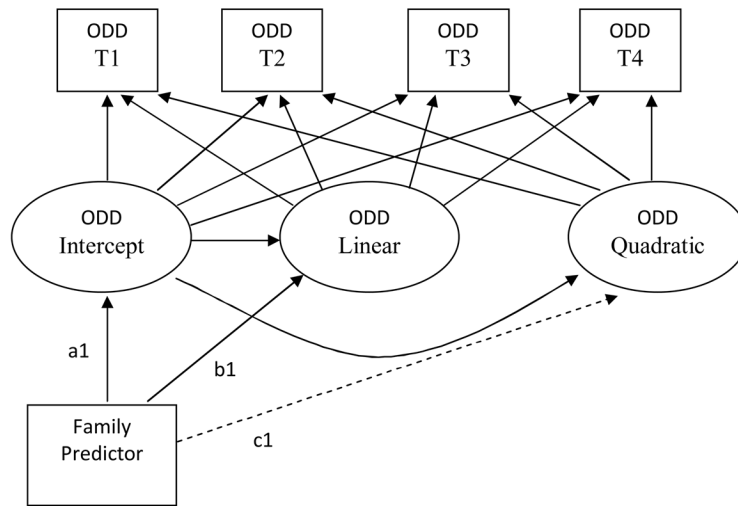 ODD
T1
ODD
T2
ODD
T3
ODD
T4
ODD
Intercept
ODD
Linear
ODD
Quadratic
a1
b1
c1
Family
Predictor